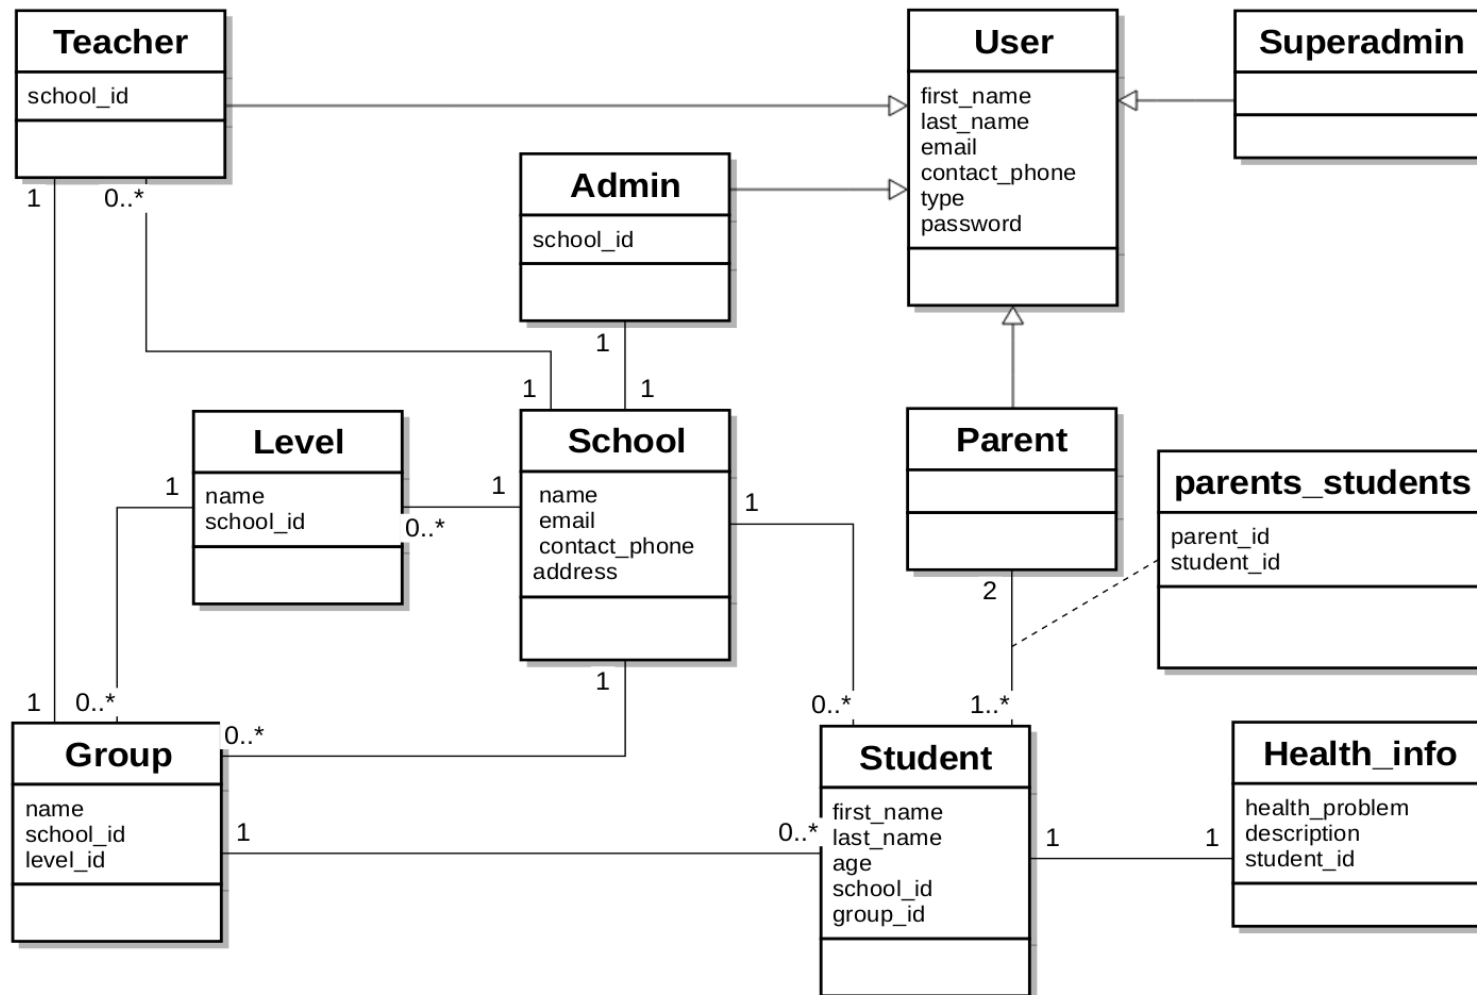 Teacher
school_id
User
first_name
last_name
email
contact_phone
type
password
Superadmin
Admin
school_id
1
0..*
1
1
1
Level
name
school_id
School
name
email
contact_phone
address
Parent
parents_students
parent_id
student_id
1
1
0..*
1
2
1
0..*
1
0..*
1..*
0..*
Group
name
school_id
level_id
Student
first_name
last_name
age
school_id
group_id
Health_info
health_problem
description
student_id
1
0..*
1
1